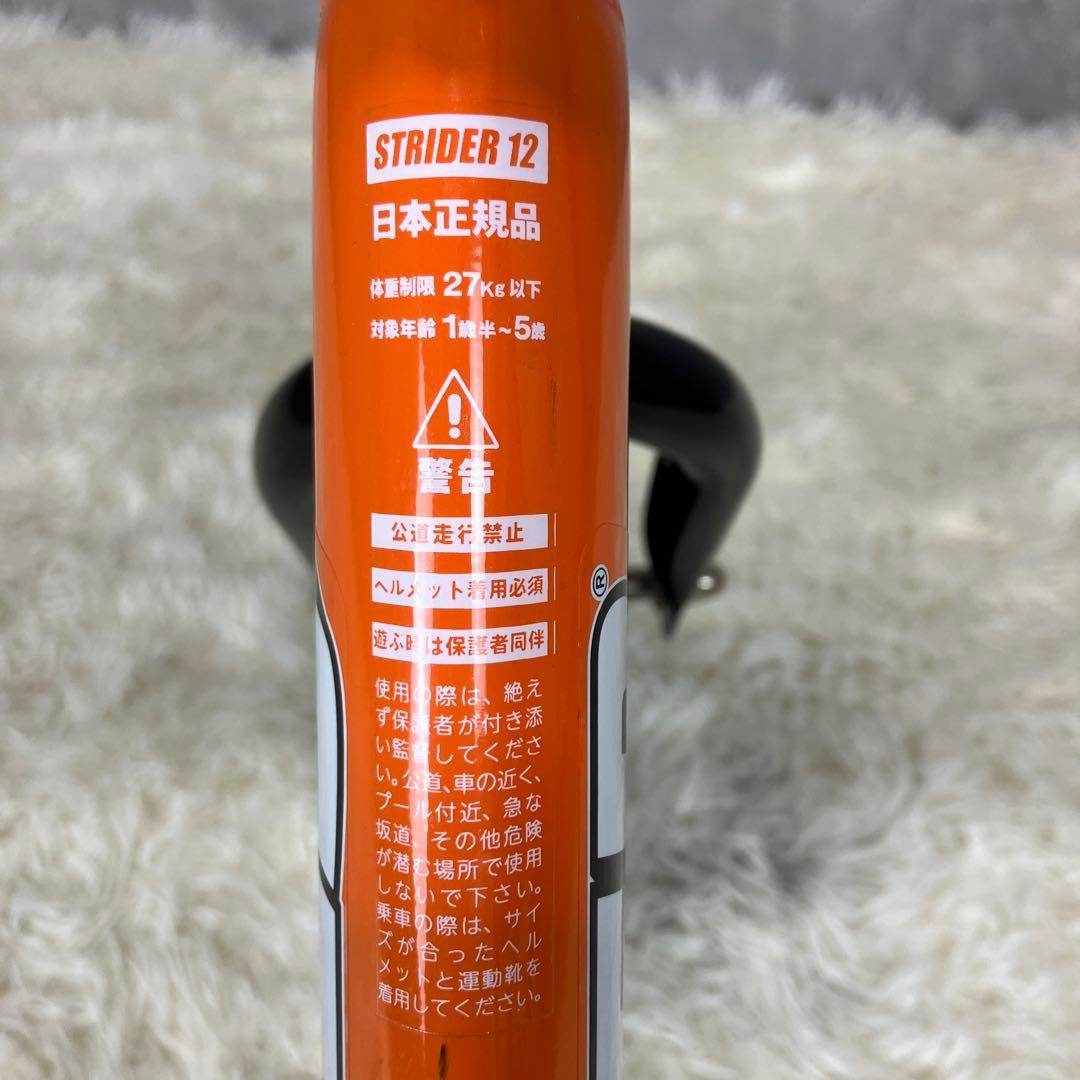 STRIDER 12
日本正規品
体重制限 27Kg 以下
対象年齢 1歳半～5歳
!
警告
公道走行禁止
ヘルメット着用必須
遊ぶ時は保護者同伴
使用の際は、絶え
ず保護者が付き添
い監督してくださ
い。公道、車の近く、
プール付近、急な
坂道、その他危険
が潜む場所で使用
しないで下さい。
乗車の際は、サイ
ズが合ったヘル
メットと運動靴を
着用してください。
®